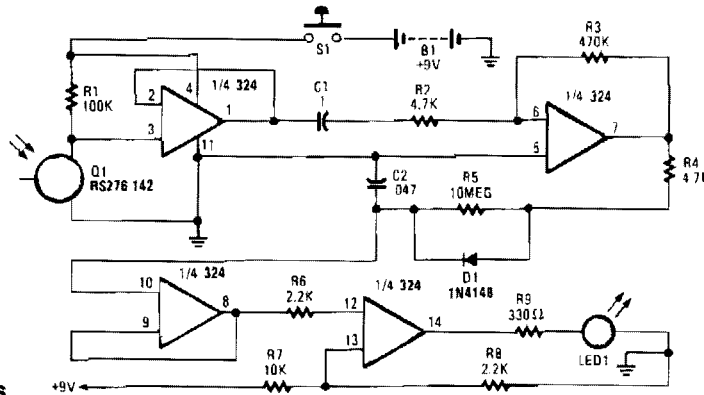 S1
B1
+9V
R3
470K
R1
100K
4
1/4 324
2
1
3
11
C1
1
R2
4.7K
1/4 324
6
7
5
Q1
RS276 142
C2
.047
R5
10MEG
R4
D1
1N4148
1/4 324
10
8
9
R6
2.2K
1/4 324
12
14
13
R9
330Ω
LED1
+9V
R7
10K
R8
2.2K
s